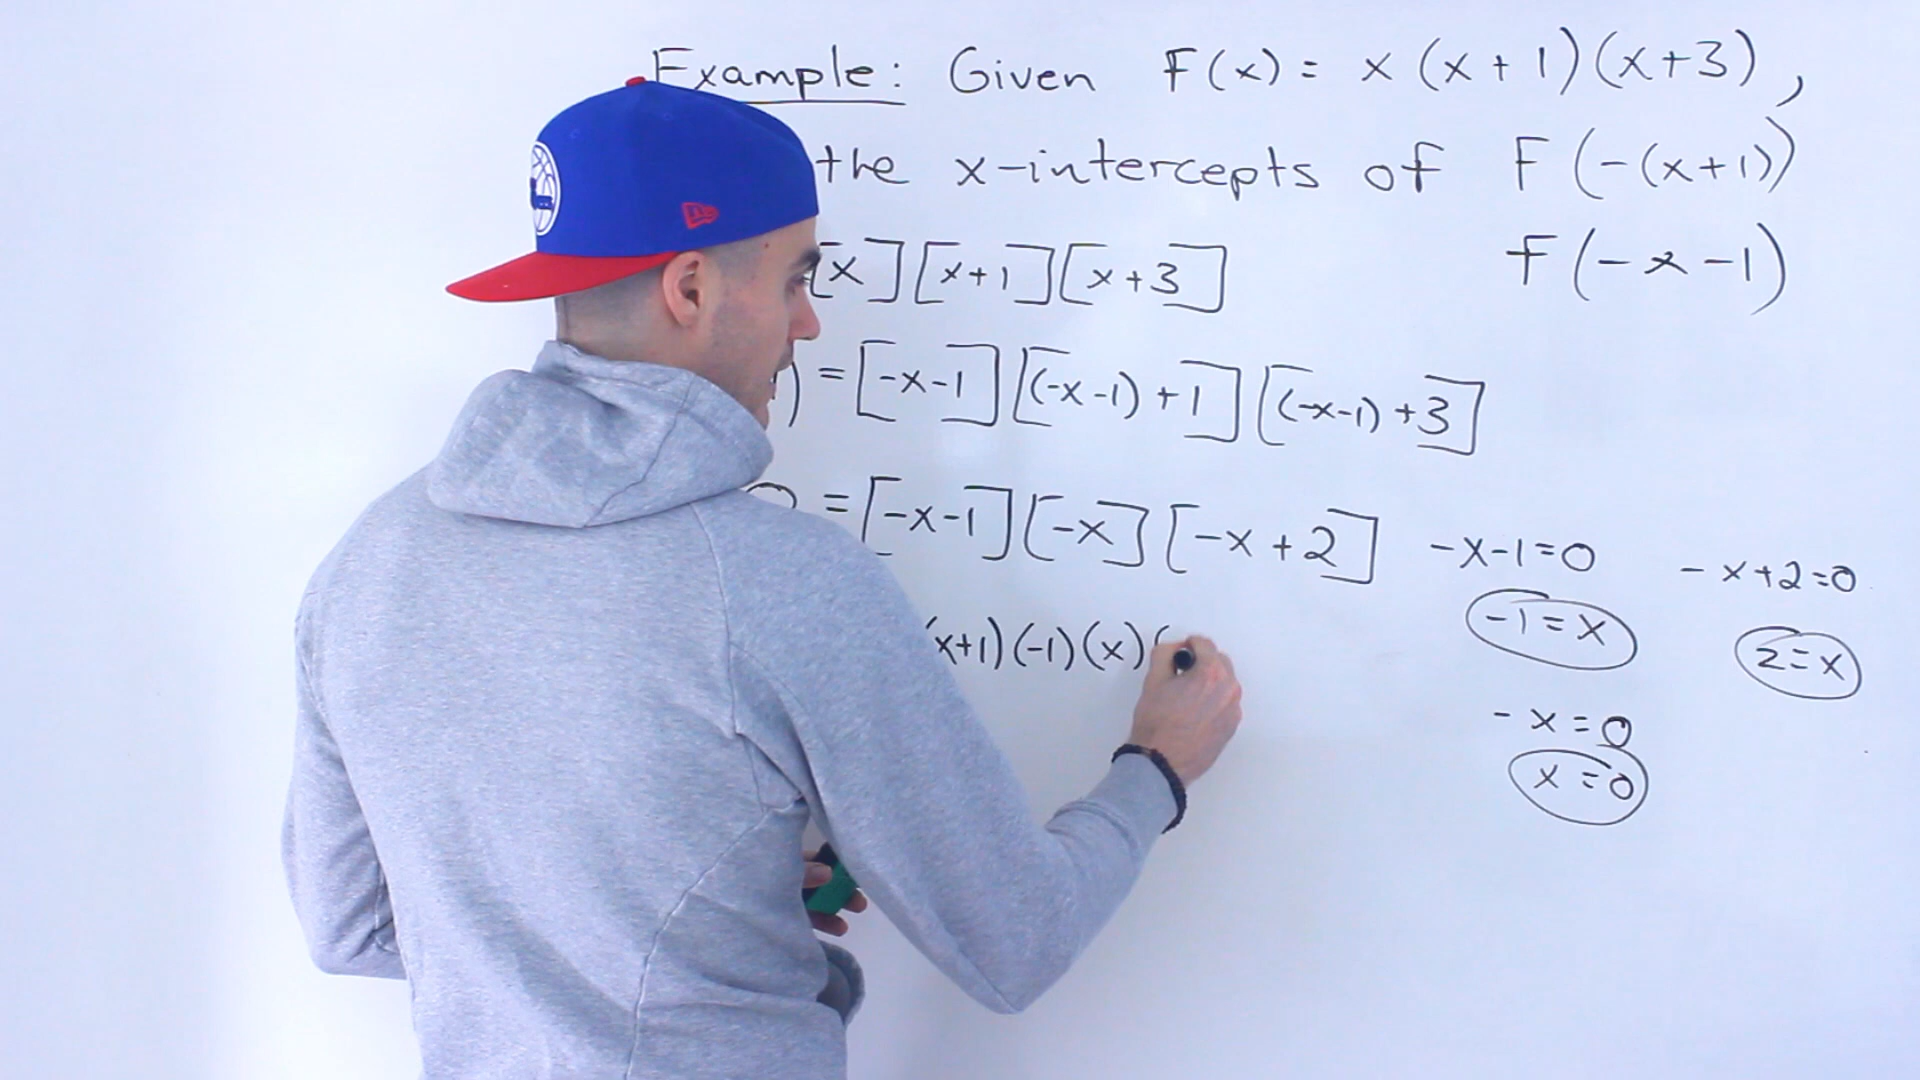 Example: Given F(x) = x(x+1)(x+3),
the x-intercepts of F(-(x+1))
F(-x-1)
[x][x+1][x+3]
) = [-x-1][(-x-1)+1][(-x-1)+3]
0 = [-x-1][-x][-x+2]
-x-1=0
-1=x
-x+2=0
2=x
(x+1)(-1)(x)(
-x=0
x=0